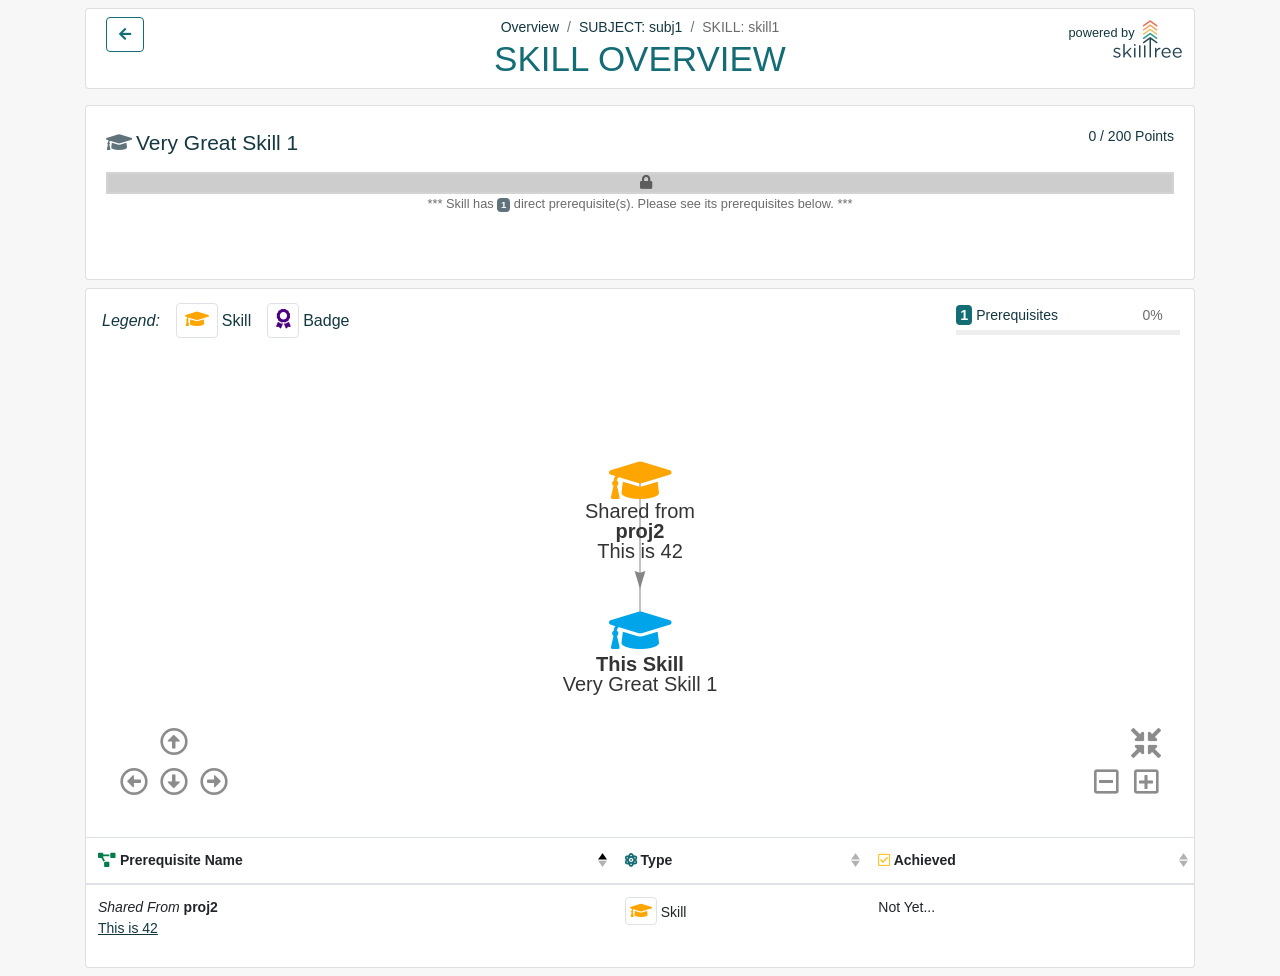 Overview / SUBJECT: subj1 / SKILL: skill1
SKILL OVERVIEW
powered by
skilltree
Very Great Skill 1
0 / 200 Points
*** Skill has 1 direct prerequisite(s). Please see its prerequisites below. ***
Legend: Skill Badge
1 Prerequisites 0%
Shared from
proj2
This is 42
This Skill
Very Great Skill 1
Prerequisite Name Type Achieved
Shared From proj2
This is 42
Skill
Not Yet...